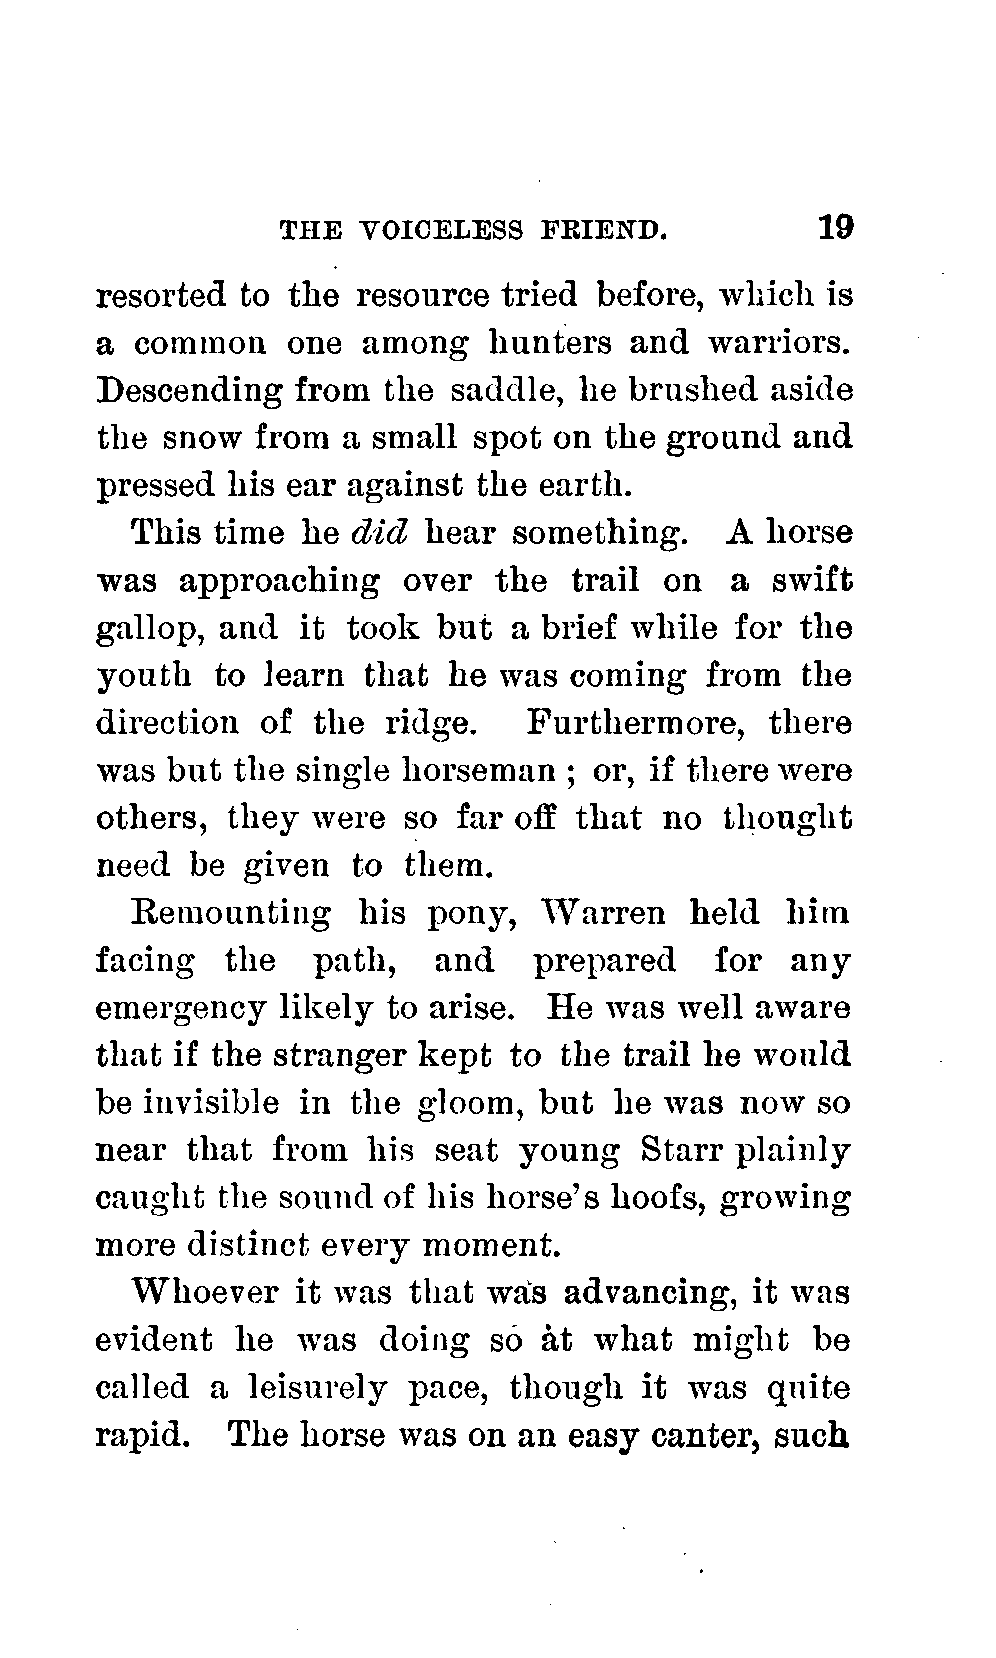 THE VOICELESS FRIEND. 19
resorted to the resource tried before, which is
a common one among hunters and warriors.
Descending from the saddle, he brushed aside
the snow from a small spot on the ground and
pressed his ear against the earth.
This time he did hear something. A horse
was approaching over the trail on a swift
gallop, and it took but a brief while for the
youth to learn that he was coming from the
direction of the ridge. Furthermore, there
was but the single horseman ; or, if there were
others, they were so far off that no thought
need be given to them.
Remounting his pony, Warren held him
facing the path, and prepared for any
emergency likely to arise. He was well aware
that if the stranger kept to the trail he would
be invisible in the gloom, but he was now so
near that from his seat young Starr plainly
caught the sound of his horse's hoofs, growing
more distinct every moment.
Whoever it was that was advancing, it was
evident he was doing so at what might be
called a leisurely pace, though it was quite
rapid. The horse was on an easy canter, such